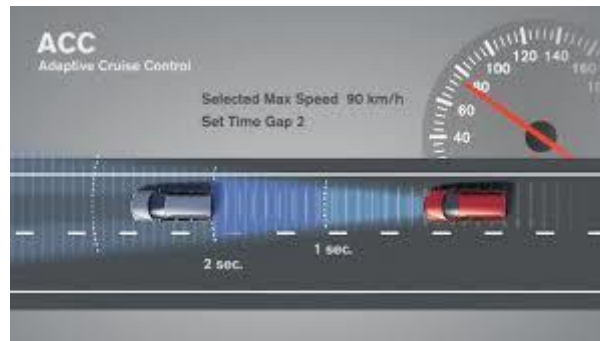 ACC
Adaptive Cruise Control
Selected Max Speed 90 km/h
Set Time Gap 2
40
60
80
100
120
140
160
2 sec.
1 sec.